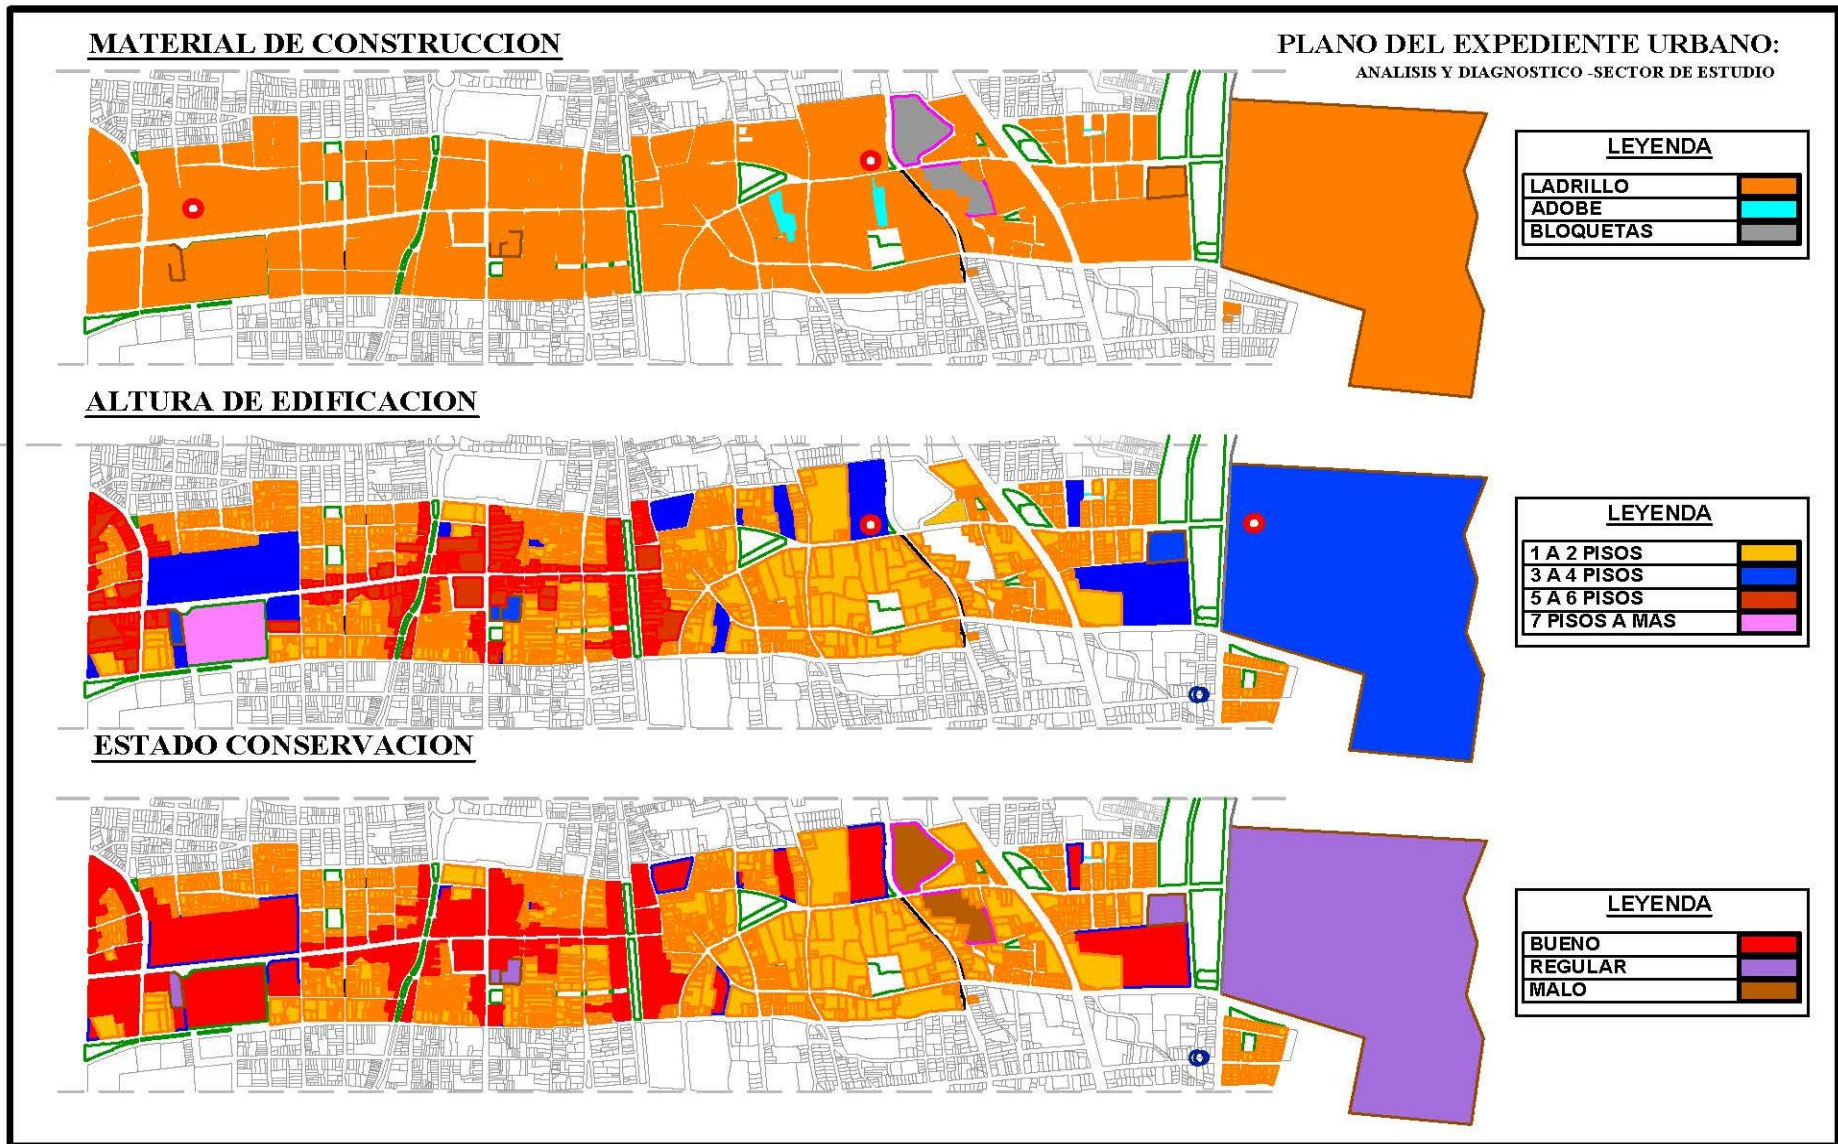 MATERIAL DE CONSTRUCCION
PLANO DEL EXPEDIENTE URBANO:
ANALISIS Y DIAGNOSTICO -SECTOR DE ESTUDIO
LEYENDA
LADRILLO
ADOBE
BLOQUETAS
ALTURA DE EDIFICACION
LEYENDA
1 A 2 PISOS
3 A 4 PISOS
5 A 6 PISOS
7 PISOS A MAS
ESTADO CONSERVACION
LEYENDA
BUENO
REGULAR
MALO